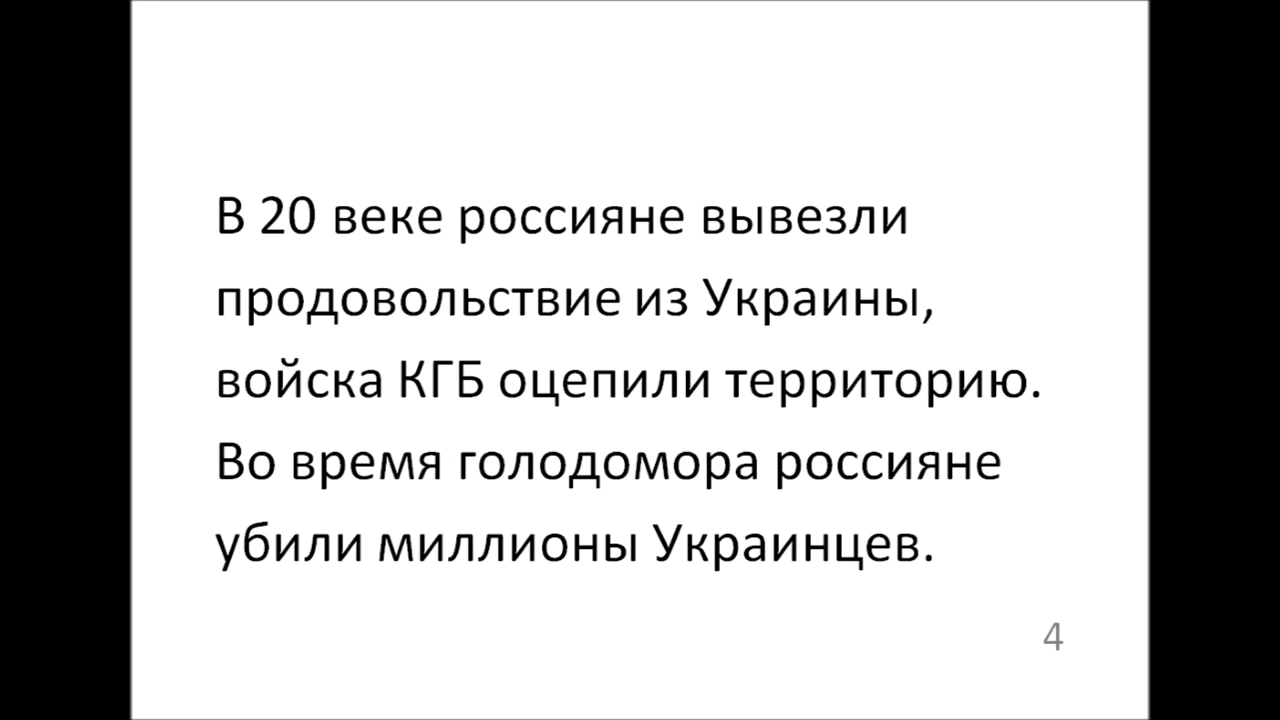 В 20 веке россияне вывезли
продовольствие из Украины,
войска КГБ оцепили территорию.
Во время голодомора россияне
убили миллионы Украинцев.
4